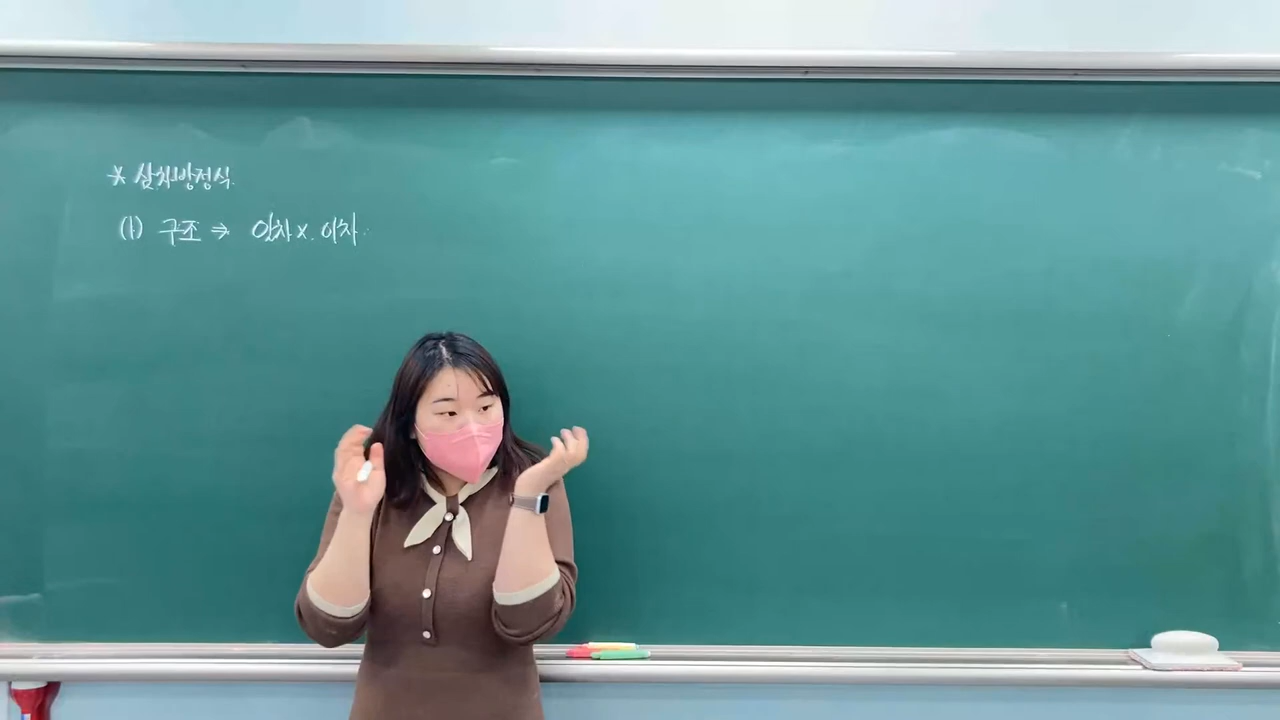 * 삼차방정식.
(1) 구조 ⇒ 일차 x. 이차.